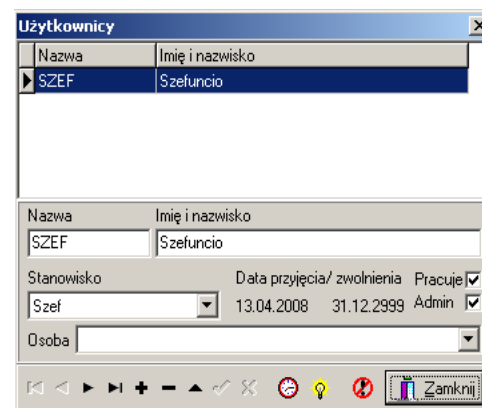 Użytkownicy
Nazwa Imię i nazwisko
SZEF Szefuncio
Nazwa Imię i nazwisko
SZEF Szefuncio
Stanowisko Data przyjęcia/ zwolnienia Pracuje
Szef 13.04.2008 31.12.2999 Admin
Osoba
Zamknij